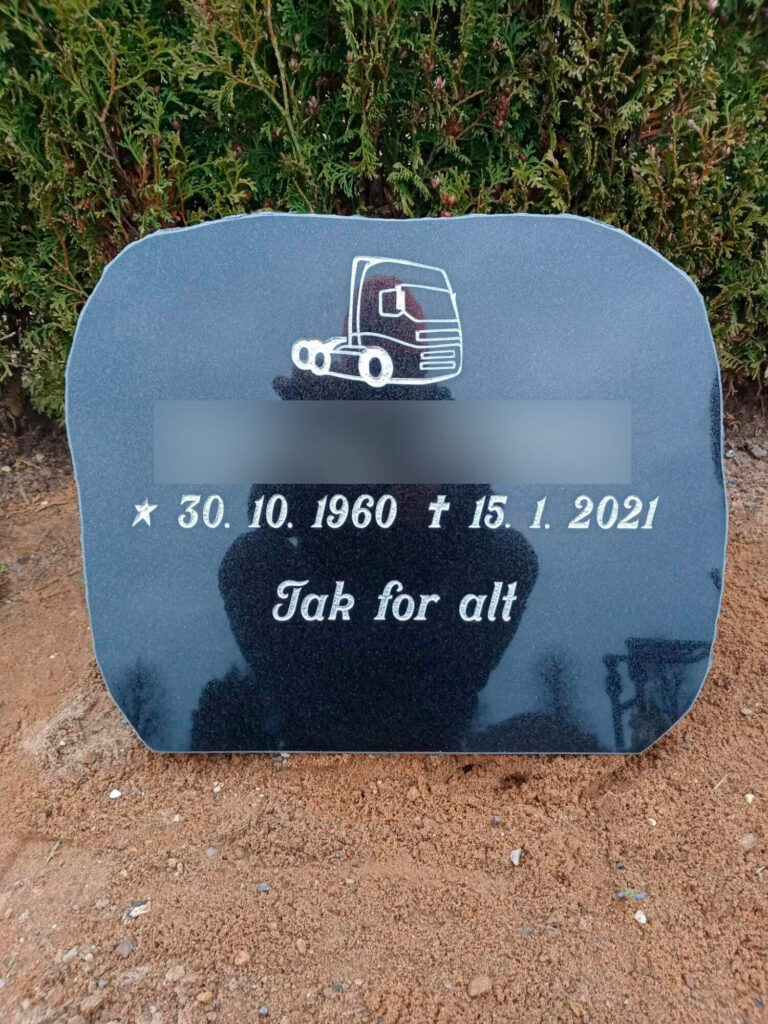 ★ 30. 10. 1960 ✝ 15. 1. 2021
Tak for alt